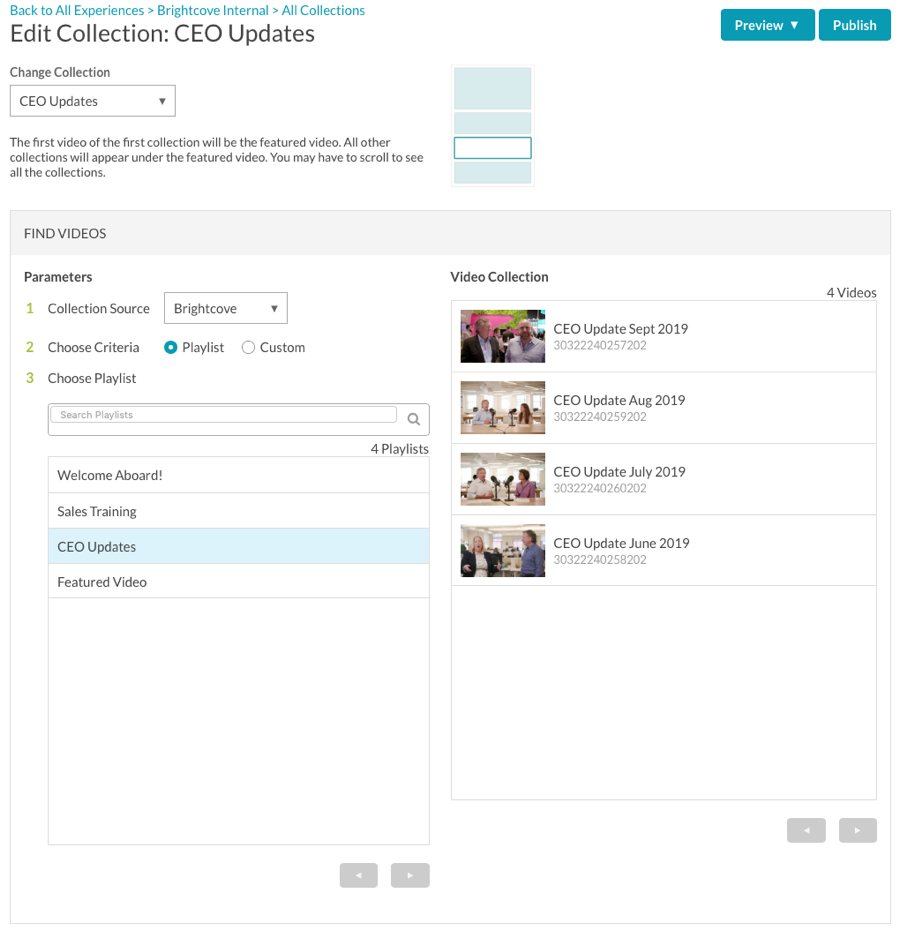 Back to All Experiences > Brightcove Internal > All Collections
Edit Collection: CEO Updates
Preview ▼
Publish
Change Collection
CEO Updates ▼
The first video of the first collection will be the featured video. All other
collections will appear under the featured video. You may have to scroll to see
all the collections.
FIND VIDEOS
Parameters
1 Collection Source Brightcove ▼
2 Choose Criteria Playlist Custom
3 Choose Playlist
Search Playlists
4 Playlists
Welcome Aboard!
Sales Training
CEO Updates
Featured Video
Video Collection
4 Videos
CEO Update Sept 2019
30322240257202
CEO Update Aug 2019
30322240259202
CEO Update July 2019
30322240260202
CEO Update June 2019
30322240258202